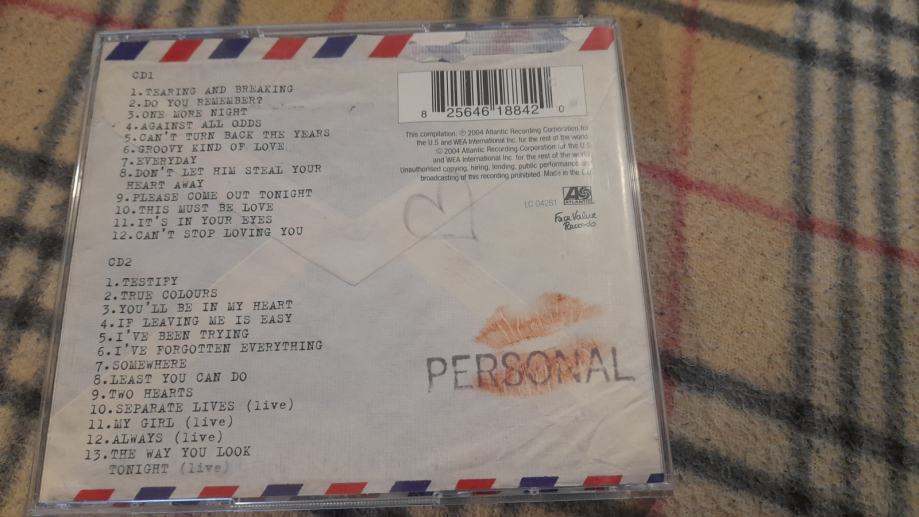 CD1
1.TEARING AND BREAKING
2.DO YOU REMEMBER?
3.ONE MORE NIGHT
4.AGAINST ALL ODDS
5.CAN'T TURN BACK THE YEARS
6.GROOVY KIND OF LOVE
7.EVERYDAY
8.DON'T LET HIM STEAL YOUR
HEART AWAY
9.PLEASE COME OUT TONIGHT
10.THIS MUST BE LOVE
11.IT'S IN YOUR EYES
12.CAN'T STOP LOVING YOU
CD2
1.TESTIFY
2.TRUE COLOURS
3.YOU'LL BE IN MY HEART
4.IF LEAVING ME IS EASY
5.I'VE BEEN TRYING
6.I'VE FORGOTTEN EVERYTHING
7.SOMEWHERE
8.LEAST YOU CAN DO
9.TWO HEARTS
10.SEPARATE LIVES (live)
11.MY GIRL (live)
12.ALWAYS (live)
13.THE WAY YOU LOOK
TONIGHT (live)
8 25646 18842 0
This compilation: ℗ 2004 Atlantic Recording Corporation for
the U.S and WEA International Inc. for the rest of the world
© 2004 Atlantic Recording Corporation for the U.S
and WEA International Inc. for the rest of the world
Unauthorised copying, hiring, lending, public performance and
broadcasting of this recording prohibited. Made in the E.U
LC 04281
ATLANTIC
Face Value
Records
PERSONAL